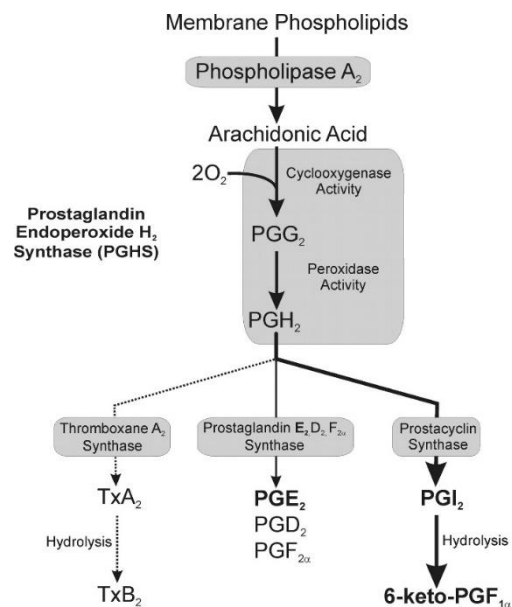 Membrane Phospholipids
Phospholipase A₂
Arachidonic Acid
2O₂
Cyclooxygenase
Activity
Prostaglandin
Endoperoxide H₂
Synthase (PGHS)
PGG₂
Peroxidase
Activity
PGH₂
Thromboxane A₂
Synthase
Prostaglandin E₂,D₂,F₂α
Synthase
Prostacyclin
Synthase
TxA₂
PGE₂
PGD₂
PGF₂α
PGI₂
Hydrolysis
Hydrolysis
TxB₂
6-keto-PGF₁α